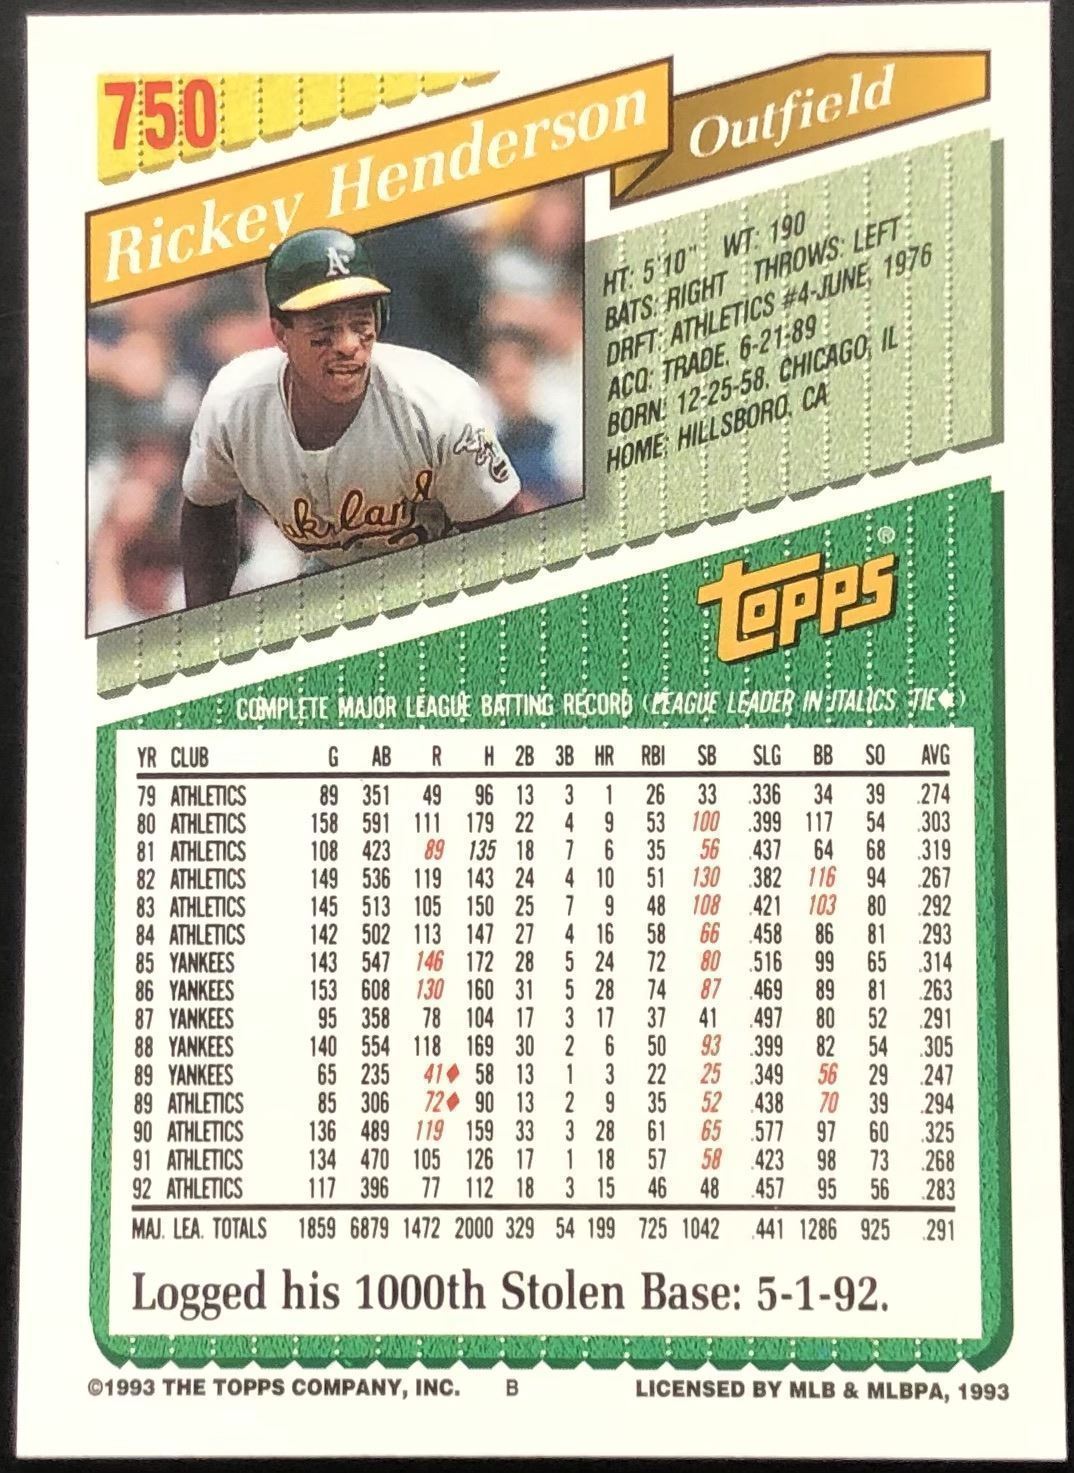 750
Rickey Henderson
Outfield
A's
HT: 5'10" WT: 190
BATS: RIGHT THROWS: LEFT
DRFT: ATHLETICS #4-JUNE, 1976
ACQ: TRADE, 6-21-89
BORN: 12-25-58, CHICAGO, IL
HOME: HILLSBORO, CA
Oakland
TOPPS®
COMPLETE MAJOR LEAGUE BATTING RECORD (LEAGUE LEADER IN ITALICS, TIE♦)
YR CLUB G AB R H 2B 3B HR RBI SB SLG BB SO AVG
79 ATHLETICS 89 351 49 96 13 3 1 26 33 .336 34 39 .274
80 ATHLETICS 158 591 111 179 22 4 9 53 100 .399 117 54 .303
81 ATHLETICS 108 423 89 135 18 7 6 35 56 .437 64 68 .319
82 ATHLETICS 149 536 119 143 24 4 10 51 130 .382 116 94 .267
83 ATHLETICS 145 513 105 150 25 7 9 48 108 .421 103 80 .292
84 ATHLETICS 142 502 113 147 27 4 16 58 66 .458 86 81 .293
85 YANKEES 143 547 146 172 28 5 24 72 80 .516 99 65 .314
86 YANKEES 153 608 130 160 31 5 28 74 87 .469 89 81 .263
87 YANKEES 95 358 78 104 17 3 17 37 41 .497 80 52 .291
88 YANKEES 140 554 118 169 30 2 6 50 93 .399 82 54 .305
89 YANKEES 65 235 41♦ 58 13 1 3 22 25 .349 56 29 .247
89 ATHLETICS 85 306 72♦ 90 13 2 9 35 52 .438 70 39 .294
90 ATHLETICS 136 489 119 159 33 3 28 61 65 .577 97 60 .325
91 ATHLETICS 134 470 105 126 17 1 18 57 58 .423 98 73 .268
92 ATHLETICS 117 396 77 112 18 3 15 46 48 .457 95 56 .283
MAJ. LEA. TOTALS 1859 6879 1472 2000 329 54 199 725 1042 .441 1286 925 .291
Logged his 1000th Stolen Base: 5-1-92.
©1993 THE TOPPS COMPANY, INC. B LICENSED BY MLB & MLBPA, 1993